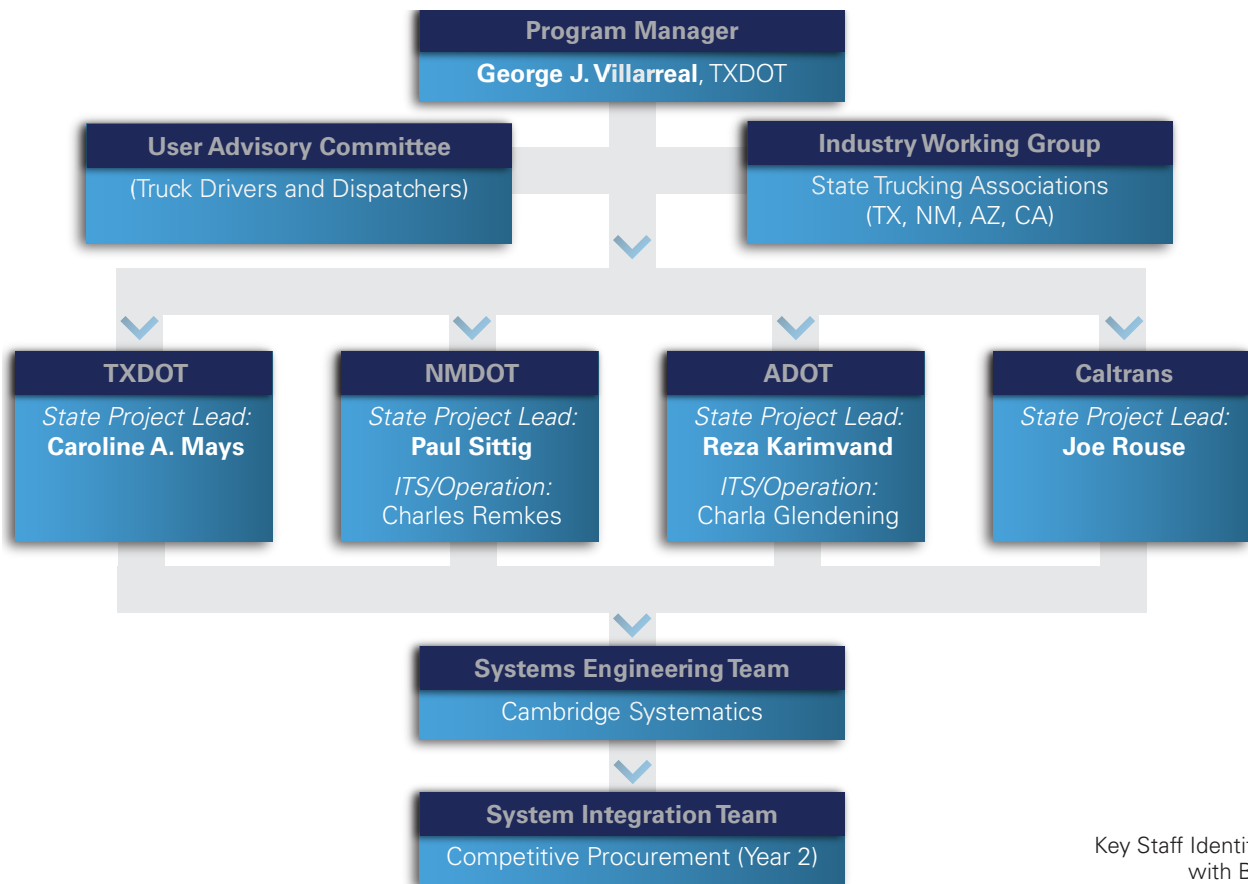 Program Manager
George J. Villarreal, TXDOT
User Advisory Committee
(Truck Drivers and Dispatchers)
Industry Working Group
State Trucking Associations
(TX, NM, AZ, CA)
TXDOT
State Project Lead:
Caroline A. Mays
NMDOT
State Project Lead:
Paul Sittig
ITS/Operation:
Charles Remkes
ADOT
State Project Lead:
Reza Karimvand
ITS/Operation:
Charla Glendening
Caltrans
State Project Lead:
Joe Rouse
Systems Engineering Team
Cambridge Systematics
System Integration Team
Competitive Procurement (Year 2)
Key Staff
with